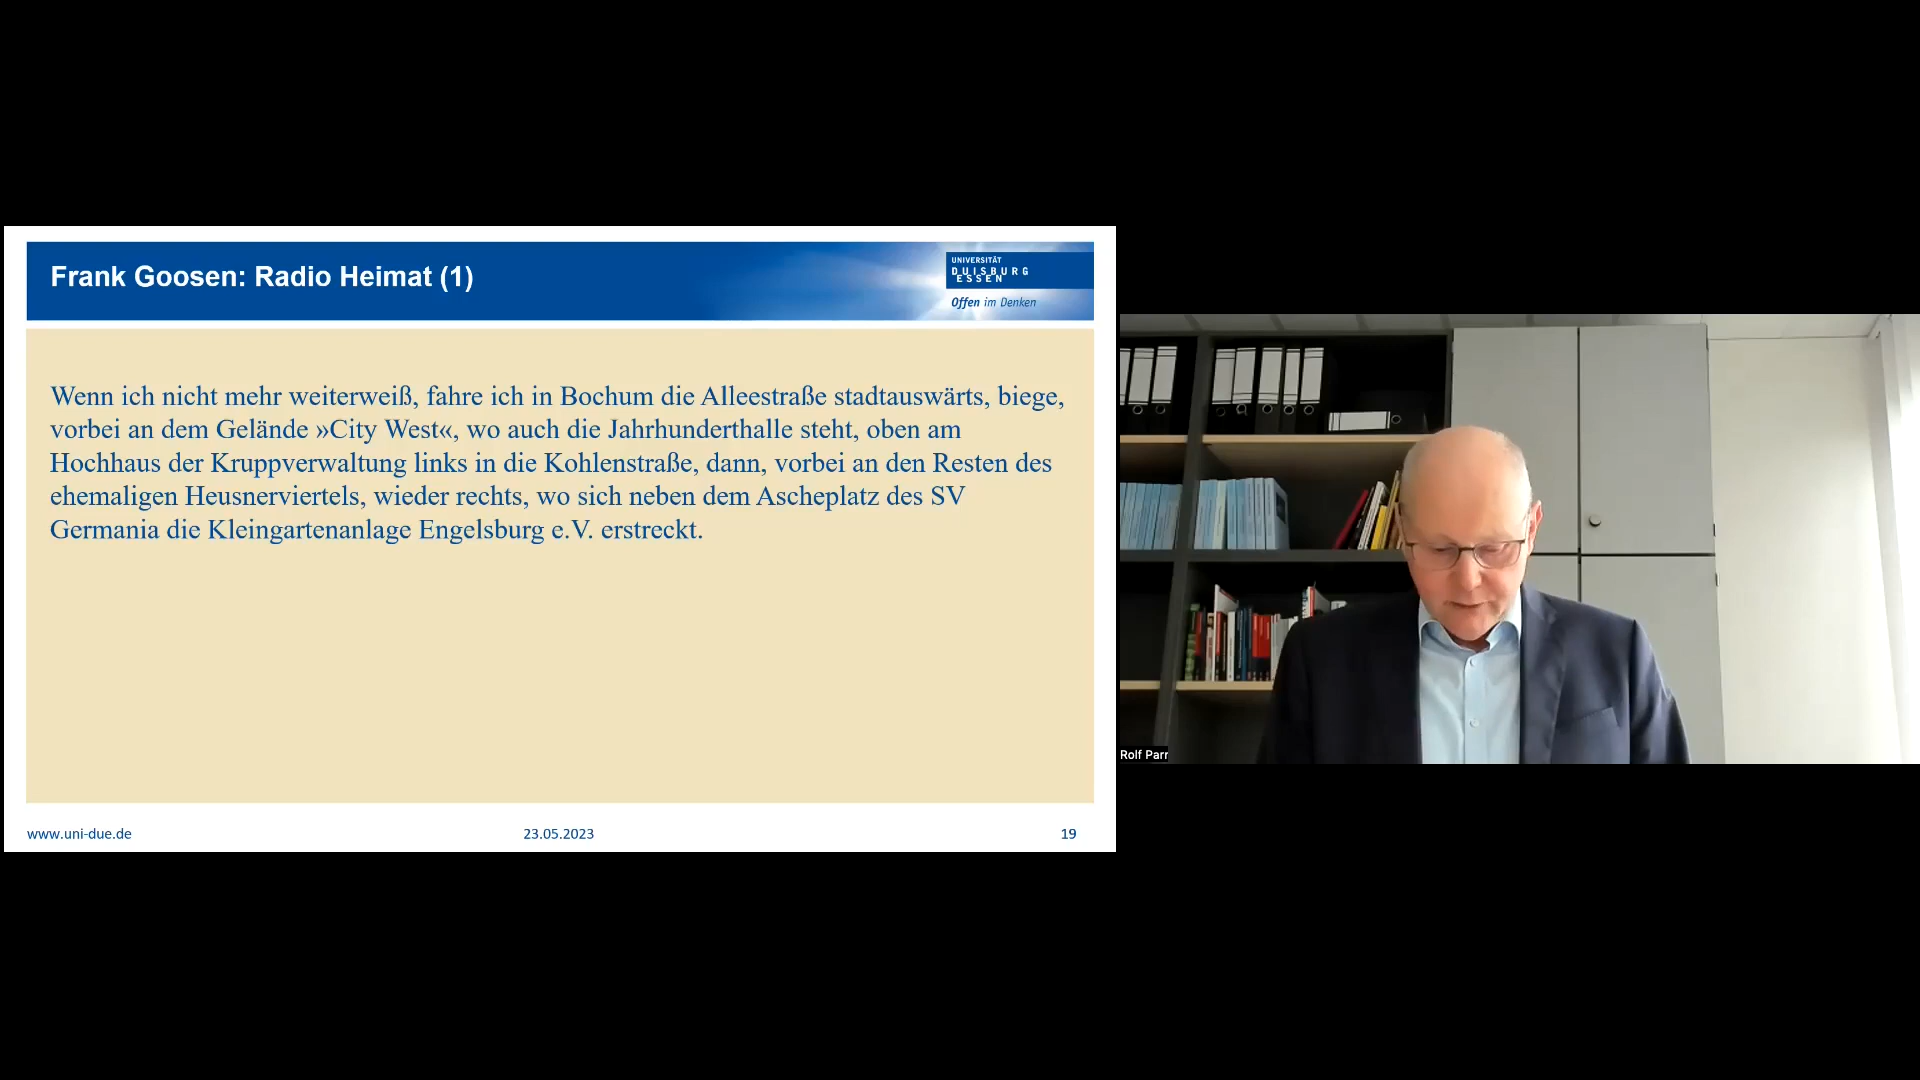 Frank Goosen: Radio Heimat (1)
UNIVERSITÄT
DUISBURG
ESSEN
Offen im Denken
Wenn ich nicht mehr weiterweiß, fahre ich in Bochum die Alleestraße stadtauswärts, biege,
vorbei an dem Gelände »City West«, wo auch die Jahrhunderthalle steht, oben am
Hochhaus der Kruppverwaltung links in die Kohlenstraße, dann, vorbei an den Resten des
ehemaligen Heusnerviertels, wieder rechts, wo sich neben dem Ascheplatz des SV
Germania die Kleingartenanlage Engelsburg e.V. erstreckt.
www.uni-due.de
23.05.2023
19
Rolf Parr